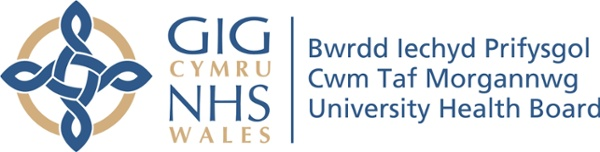 GIG
CYMRU
NHS
WALES
Bwrdd Iechyd Prifysgol
Cwm Taf Morgannwg
University Health Board